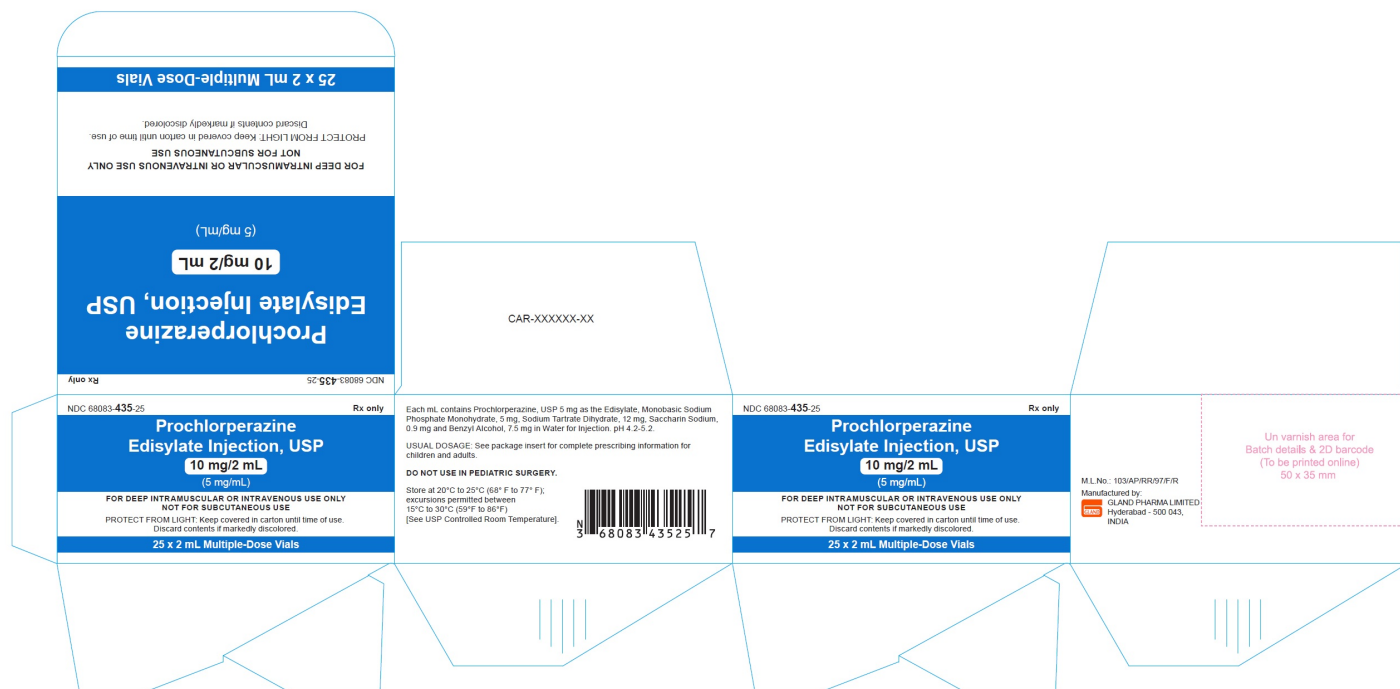 25 x 2 mL Multiple-Dose Vials
Discard contents if markedly discolored.
PROTECT FROM LIGHT: Keep covered in carton until time of use.
NOT FOR SUBCUTANEOUS USE
FOR DEEP INTRAMUSCULAR OR INTRAVENOUS USE ONLY
(5 mg/mL)
10 mg/2 mL
Edisylate Injection, USP
Prochlorperazine
NDC 68083-435-25 Rx only
CAR-XXXXXX-XX
NDC 68083-435-25 Rx only
Prochlorperazine
Edisylate Injection, USP
10 mg/2 mL
(5 mg/mL)
FOR DEEP INTRAMUSCULAR OR INTRAVENOUS USE ONLY
NOT FOR SUBCUTANEOUS USE
PROTECT FROM LIGHT: Keep covered in carton until time of use.
Discard contents if markedly discolored.
25 x 2 mL Multiple-Dose Vials
Each mL contains Prochlorperazine, USP 5 mg as the Edisylate, Monobasic Sodium
Phosphate Monohydrate, 5 mg, Sodium Tartrate Dihydrate, 12 mg, Saccharin Sodium,
0.9 mg and Benzyl Alcohol, 7.5 mg in Water for Injection. pH 4.2-5.2.
USUAL DOSAGE: See package insert for complete prescribing information for
children and adults.
DO NOT USE IN PEDIATRIC SURGERY.
Store at 20°C to 25°C (68° F to 77° F);
excursions permitted between
15°C to 30°C (59°F to 86°F)
[See USP Controlled Room Temperature].
N
3 68083 43525 7
NDC 68083-435-25 Rx only
Prochlorperazine
Edisylate Injection, USP
10 mg/2 mL
(5 mg/mL)
FOR DEEP INTRAMUSCULAR OR INTRAVENOUS USE ONLY
NOT FOR SUBCUTANEOUS USE
PROTECT FROM LIGHT: Keep covered in carton until time of use.
Discard contents if markedly discolored.
25 x 2 mL Multiple-Dose Vials
M.L.No.: 103/AP/RR/97/F/R
Manufactured by:
GLAND
GLAND PHARMA LIMITED
Hyderabad - 500 043,
INDIA
Un varnish area for
Batch details & 2D barcode
(To be printed online)
50 x 35 mm